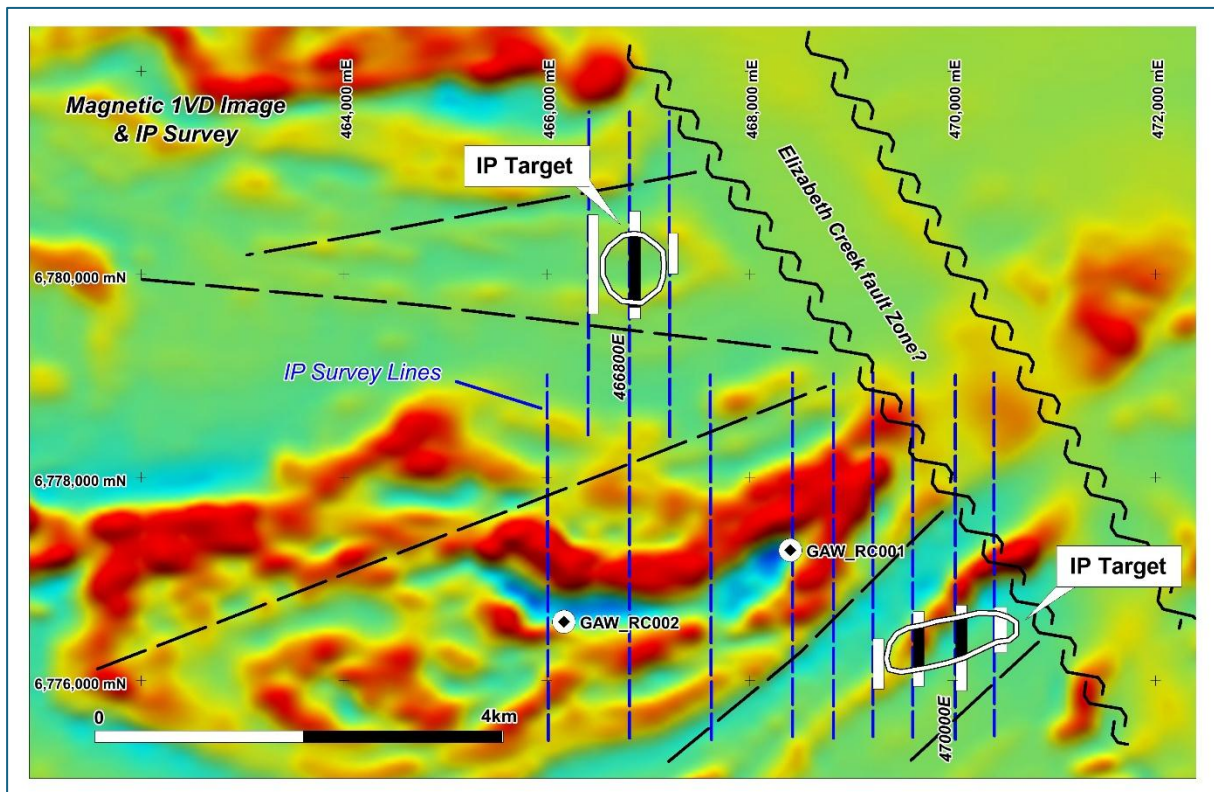 Magnetic 1VD Image
& IP Survey
464,000 mE
466,000 mE
468,000 mE
470,000 mE
472,000 mE
IP Target
Elizabeth Creek fault Zone?
6,780,000 mN
466800E
IP Survey Lines
6,778,000 mN
GAW_RC001
IP Target
GAW_RC002
6,776,000 mN
470000E
0
4km